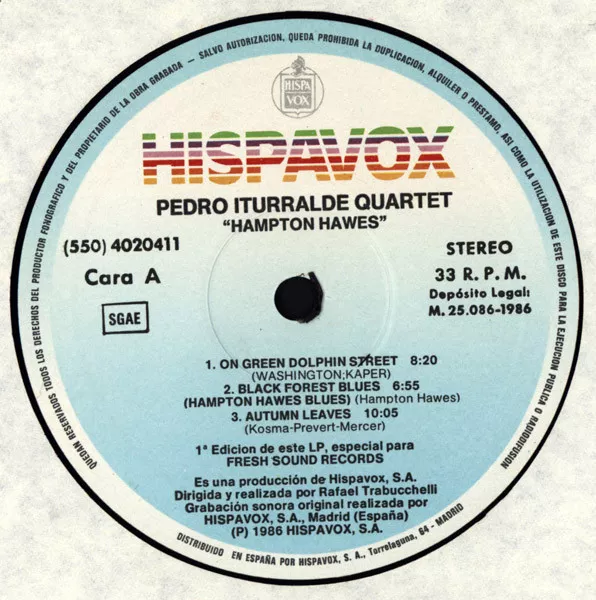 QUEDAN RESERVADOS TODOS LOS DERECHOS DEL PRODUCTOR FONOGRAFICO Y DEL PROPIETARIO DE LA OBRA GRABADA – SALVO AUTORIZACION, QUEDA PROHIBIDA LA DUPLICACION, ALQUILER O PRESTAMO, ASI COMO LA UTILIZACION DE ESTE DISCO PARA LA EJECUCION PUBLICA O RADIODIFUSION
HISPA
VOX
HISPAVOX
PEDRO ITURRALDE QUARTET
"HAMPTON HAWES"
(550) 4020411
Cara A
SGAE
STEREO
33 R. P. M.
Depósito Legal:
M. 25.086-1986
1. ON GREEN DOLPHIN STREET 8:20
(WASHINGTON;KAPER)
2. BLACK FOREST BLUES 6:55
(HAMPTON HAWES BLUES) (Hampton Hawes)
3. AUTUMN LEAVES 10:05
(Kosma-Prevert-Mercer)
1ª Edicion de este LP, especial para
FRESH SOUND RECORDS
Es una producción de Hispavox, S.A.
Dirigida y realizada por Rafael Trabucchelli
Grabación sonora original realizada por
HISPAVOX, S.A., Madrid (España)
(P) 1986 HISPAVOX, S.A.
DISTRIBUIDO EN ESPAÑA POR HISPAVOX, S. A., Torrelaguna, 64 - MADRID